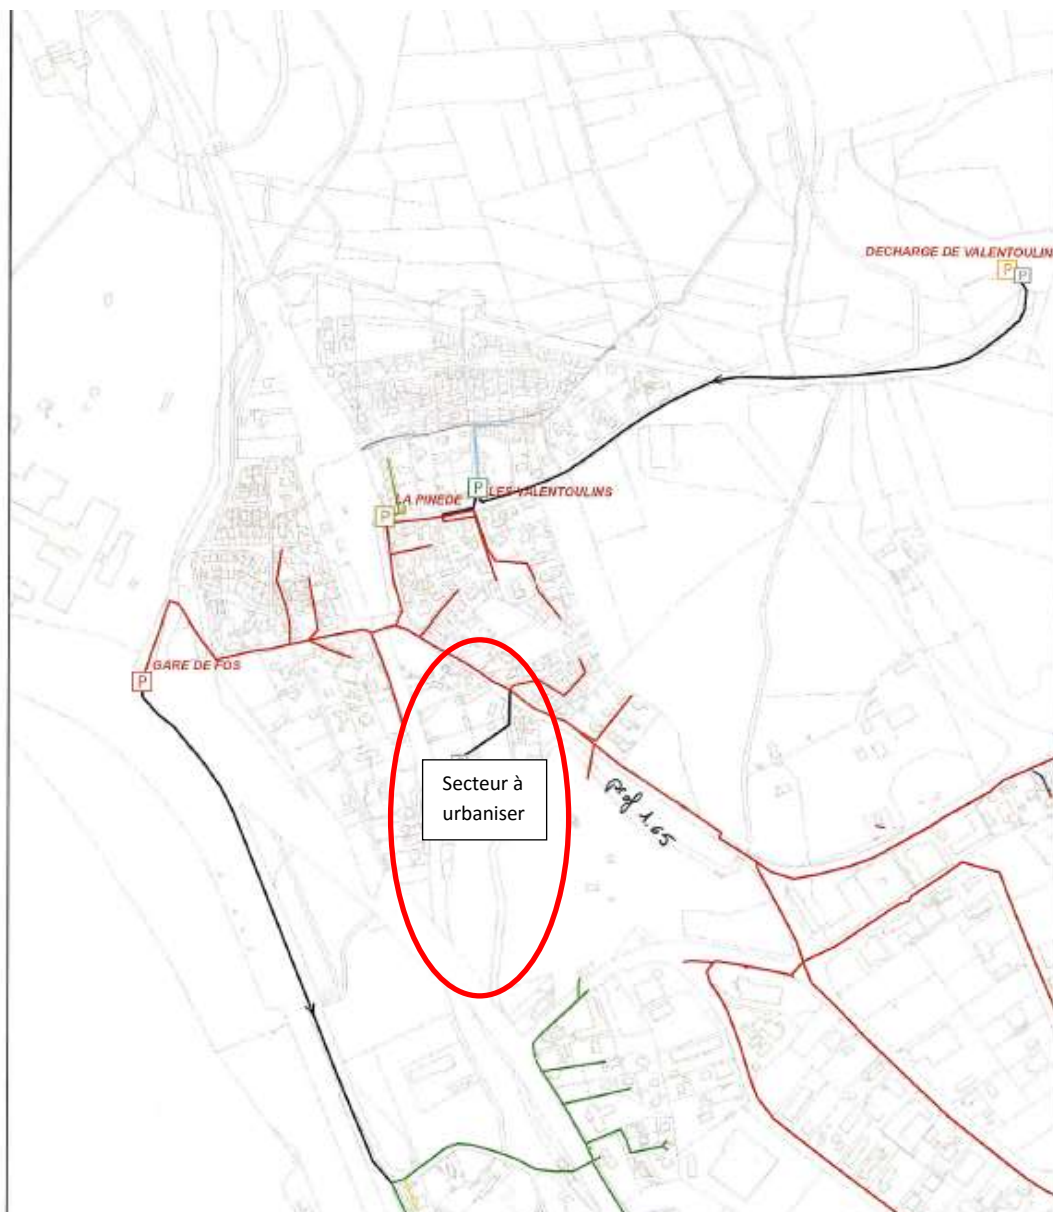 DECHARGE DE VALENTOULIN
P
P
P
LES VALENTOULINS
LA PINEDE
P
GARE DE FOS
P
Secteur à
urbaniser
prof 1.65